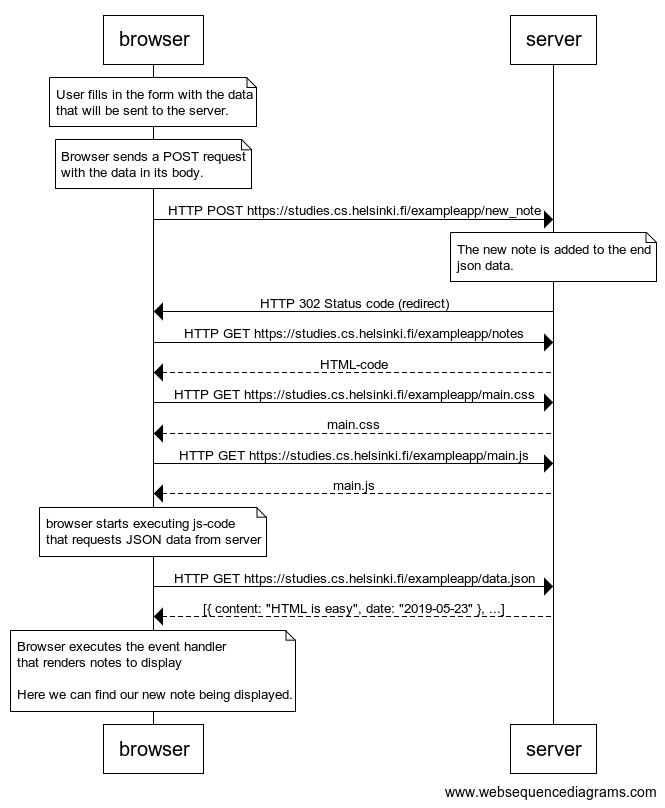 browser
server
User fills in the form with the data
that will be sent to the server.
Browser sends a POST request
with the data in its body.
HTTP POST https://studies.cs.helsinki.fi/exampleapp/new_note
The new note is added to the end
json data.
HTTP 302 Status code (redirect)
HTTP GET https://studies.cs.helsinki.fi/exampleapp/notes
HTML-code
HTTP GET https://studies.cs.helsinki.fi/exampleapp/main.css
main.css
HTTP GET https://studies.cs.helsinki.fi/exampleapp/main.js
main.js
browser starts executing js-code
that requests JSON data from server
HTTP GET https://studies.cs.helsinki.fi/exampleapp/data.json
[{ content: "HTML is easy", date: "2019-05-23" }, ...]
Browser executes the event handler
that renders notes to display
Here we can find our new note being displayed.
browser
server
www.websequencediagrams.com